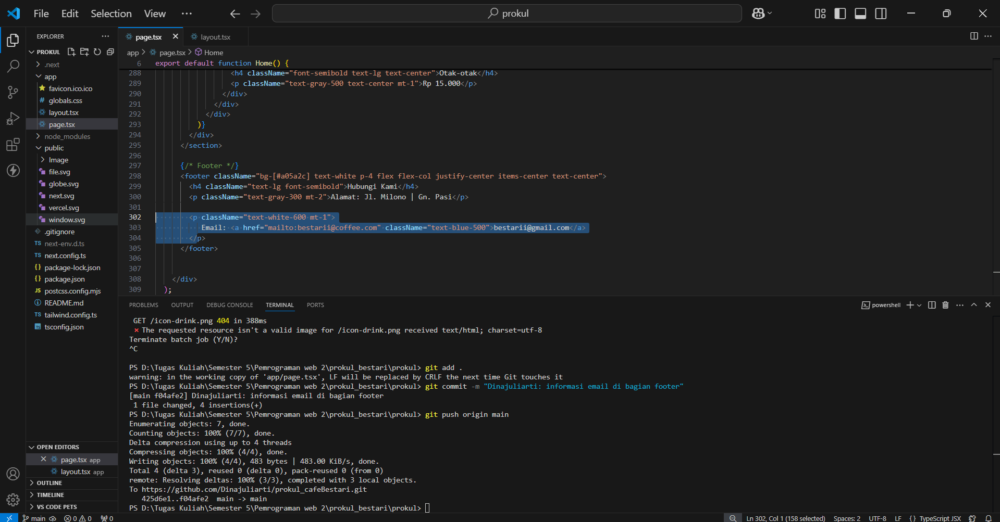 File Edit Selection View ···
prokul
EXPLORER ···
PROKUL
.next
app
favicon.ico.ico
# globals.css
layout.tsx
page.tsx
node_modules
public
Image
file.svg
globe.svg
next.svg
vercel.svg
window.svg
.gitignore
TS next-env.d.ts
TS next.config.ts
{} package-lock.json
{} package.json
JS postcss.config.mjs
README.md
TS tailwind.config.ts
tsconfig.json
OPEN EDITORS
page.tsx app
layout.tsx app
OUTLINE
TIMELINE
VS CODE PETS
page.tsx layout.tsx
app > page.tsx > Home
6 export default function Home() {
288 <h4 className="font-semibold text-lg text-center">Otak-otak</h4>
289 <p className="text-gray-500 text-center mt-1">Rp 15.000</p>
290 </div>
291 </div>
292 </div>
293 )}
294 </div>
295 </section>
296
297 {/* Footer */}
298 <footer className="bg-[#a05a2c] text-white p-4 flex flex-col justify-center items-center text-center">
299 <h4 className="text-lg font-semibold">Hubungi Kami</h4>
300 <p className="text-gray-300 mt-2">Alamat: Jl. Milono | Gn. Pasi</p>
301
302 <p className="text-white-600 mt-1">
303 Email: <a href="mailto:bestarii@coffee.com" className="text-blue-500">bestarii@gmail.com</a>
304 </p>
305 </footer>
306
307
308 </div>
309 );
PROBLEMS OUTPUT DEBUG CONSOLE TERMINAL PORTS
powershell
GET /icon-drink.png 404 in 388ms
⨯ The requested resource isn't a valid image for /icon-drink.png received text/html; charset=utf-8
Terminate batch job (Y/N)?
^C
PS D:\Tugas Kuliah\Semester 5\Pemrograman web 2\prokul_bestari\prokul> git add .
warning: in the working copy of 'app/page.tsx', LF will be replaced by CRLF the next time Git touches it
PS D:\Tugas Kuliah\Semester 5\Pemrograman web 2\prokul_bestari\prokul> git commit -m "Dinajuliarti: informasi email di bagian footer"
[main f04afe2] Dinajuliarti: informasi email di bagian footer
1 file changed, 4 insertions(+)
PS D:\Tugas Kuliah\Semester 5\Pemrograman web 2\prokul_bestari\prokul> git push origin main
Enumerating objects: 7, done.
Counting objects: 100% (7/7), done.
Delta compression using up to 4 threads
Compressing objects: 100% (4/4), done.
Writing objects: 100% (4/4), 483 bytes | 483.00 KiB/s, done.
Total 4 (delta 3), reused 0 (delta 0), pack-reused 0 (from 0)
remote: Resolving deltas: 100% (3/3), completed with 3 local objects.
To https://github.com/Dinajuliarti/prokul_cafeBestari.git
425d6e1..f04afe2 main -> main
PS D:\Tugas Kuliah\Semester 5\Pemrograman web 2\prokul_bestari\prokul>
main 0 0 0 Ln 302, Col 1 (158 selected) Spaces: 2 UTF-8 LF {} TypeScript JSX